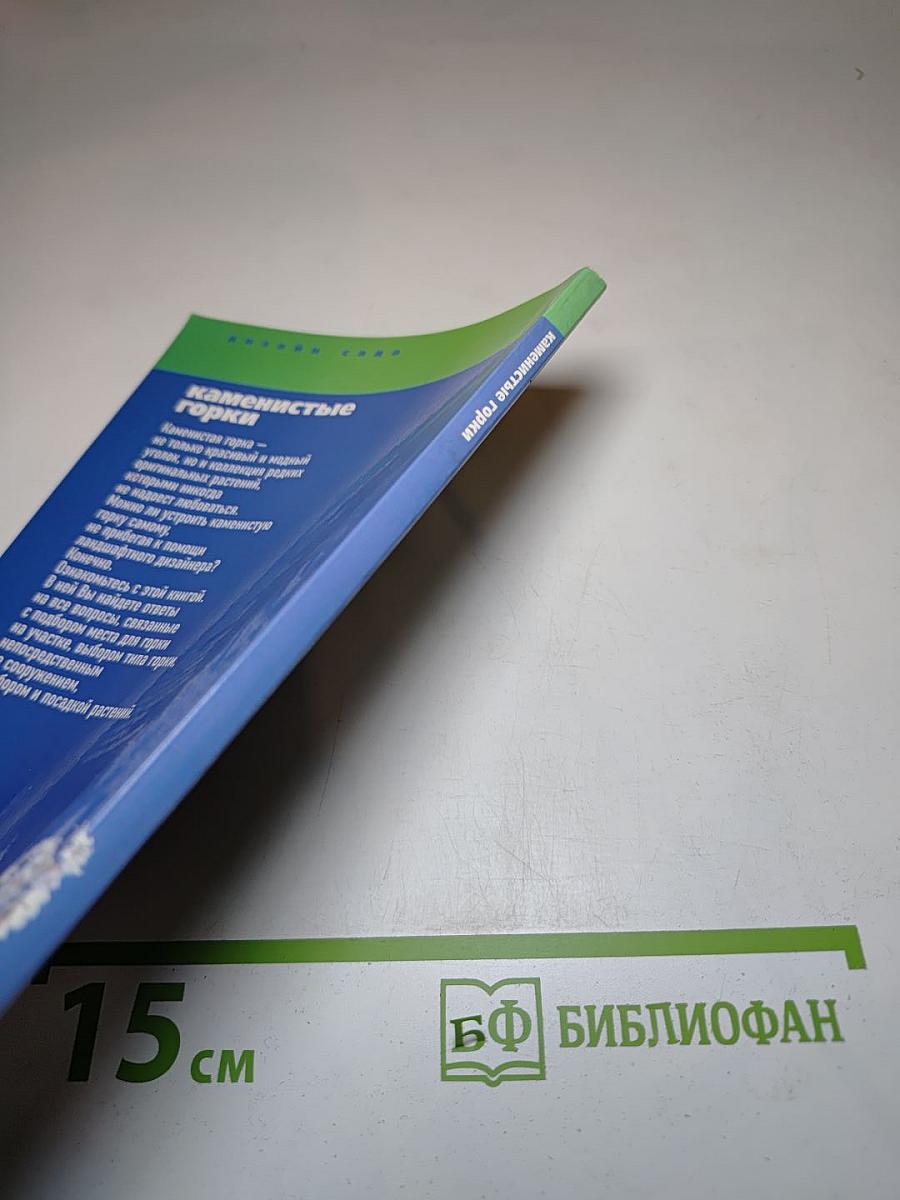 дизайн сада
каменистые
горки
Каменистая горка —
не только красивый и модный
уголок, но и коллекция редких
оригинальных растений,
которыми никогда
не надоест любоваться.
Можно ли устроить каменистую
горку самому,
не прибегая к помощи
ландшафтного дизайнера?
Конечно.
Ознакомьтесь с этой книгой.
В ней Вы найдете ответы
на все вопросы, связанные
с подбором места для горки
на участке, выбором типа горки,
непосредственным
сооружением,
и посадкой растений.
каменистые горки
15 см
БФ БИБЛИОФАН